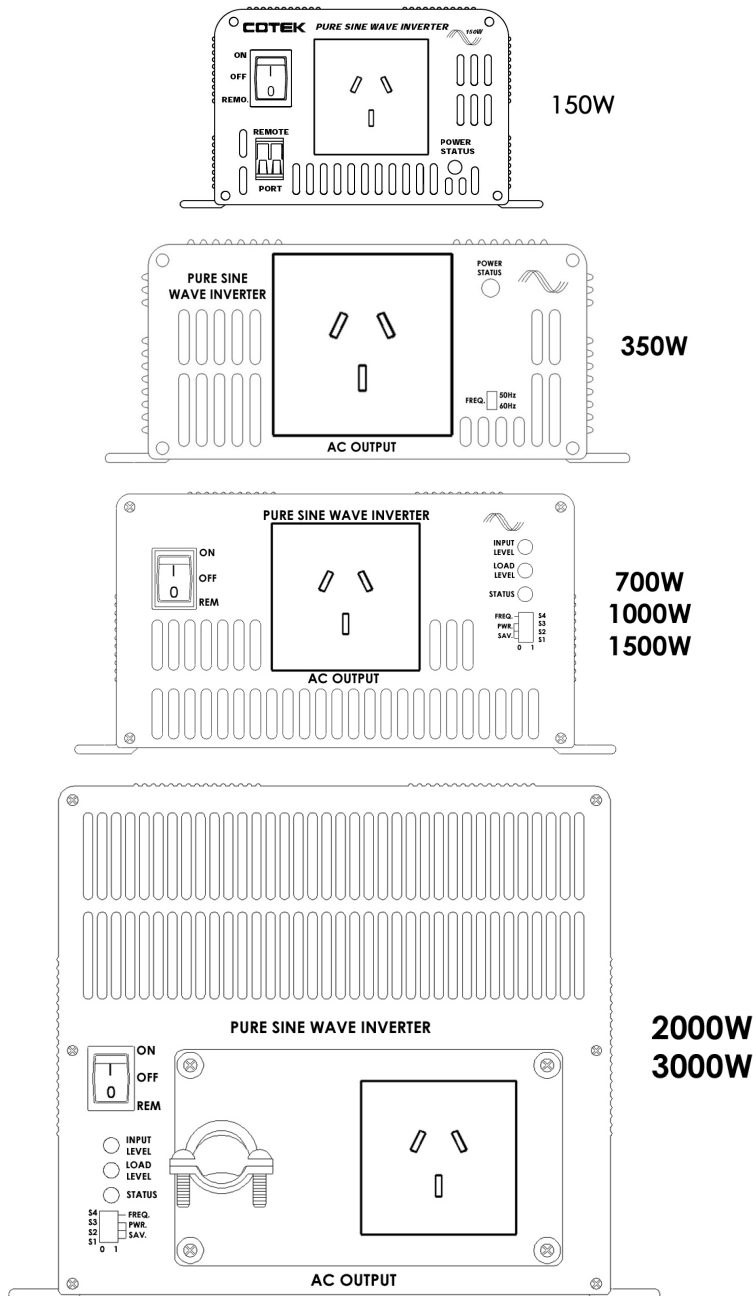 COTEK PURE SINE WAVE INVERTER 150W
ON
OFF
REMO.
I
0
REMOTE
PORT
POWER
STATUS
150W
PURE SINE
WAVE INVERTER
POWER
STATUS
FREQ.
50Hz
60Hz
AC OUTPUT
350W
PURE SINE WAVE INVERTER
ON
OFF
REM
I
0
INPUT
LEVEL
LOAD
LEVEL
STATUS
FREQ. S4
PWR. S3
S2
SAV. S1
0 1
AC OUTPUT
700W
1000W
1500W
PURE SINE WAVE INVERTER
ON
OFF
REM
I
0
INPUT
LEVEL
LOAD
LEVEL
STATUS
S4 FREQ.
S3 PWR.
S2 SAV.
S1
0 1
AC OUTPUT
2000W
3000W